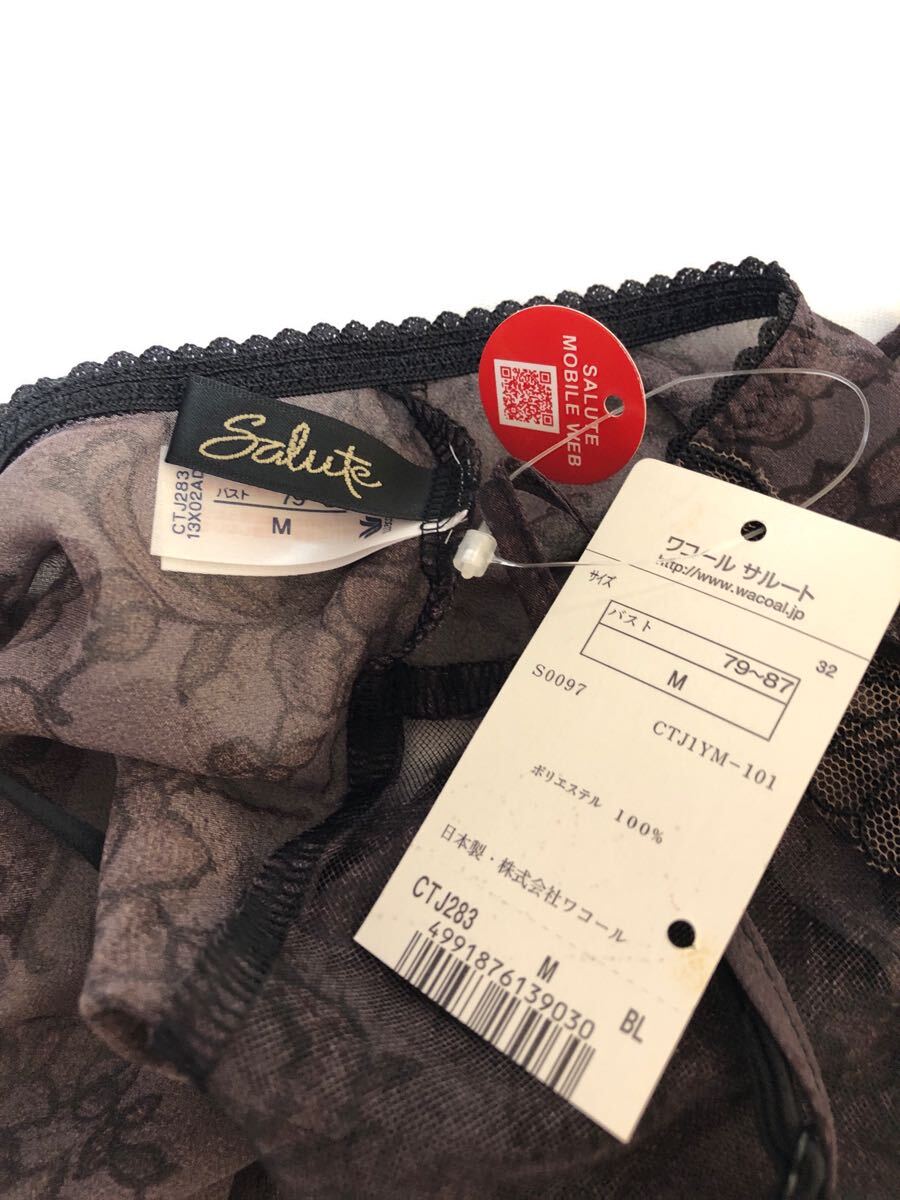 SALUTE
MOBILE WEB
Salute
CTJ283
13X02AD
バスト
M
ワコール サルート
http://www.wacoal.jp
サイズ
32
バスト
79~87
M
S0097
CTJ1YM-101
ポリエステル 100%
日本製・株式会社ワコール
CTJ283 M BL
4991876139030